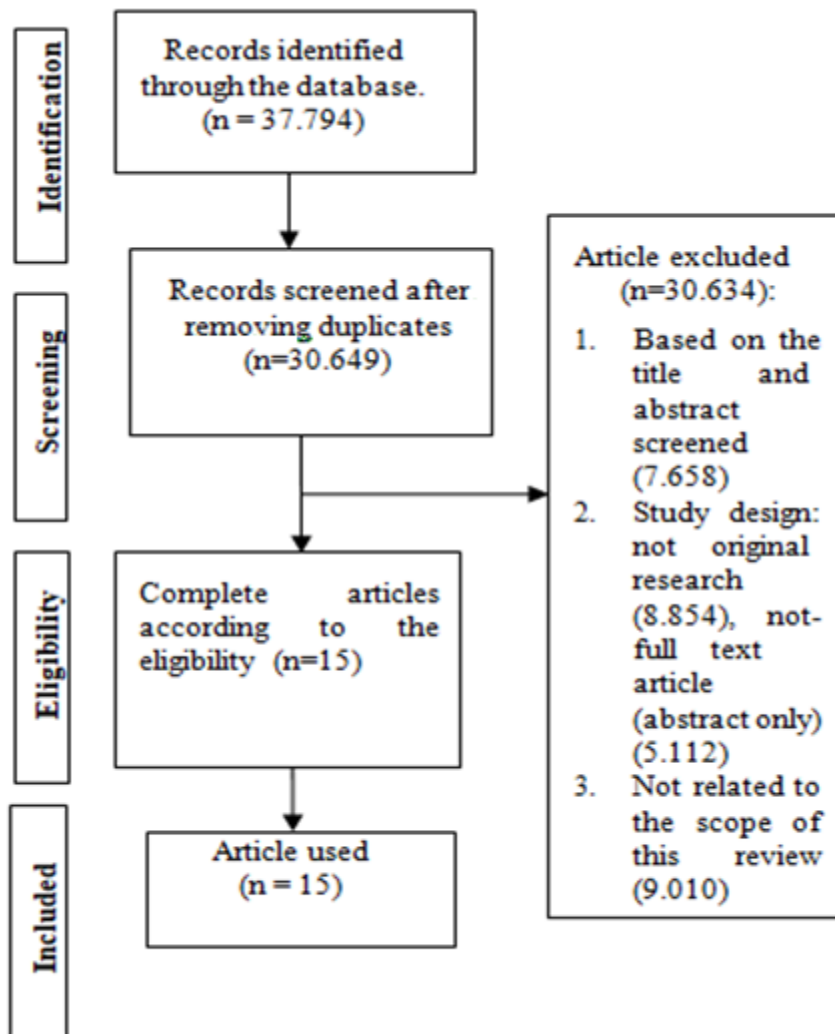 Identification
Records identified
through the database.
(n = 37.794)
Screening
Records screened after
removing duplicates
(n=30.649)
Article excluded
(n=30.634):
1. Based on the
title and
abstract
screened
(7.658)
2. Study design:
not original
research
(8.854), not-
full text
article
(abstract only)
(5.112)
3. Not related to
the scope of
this review
(9.010)
Eligibility
Complete articles
according to the
eligibility (n=15)
Included
Article used
(n = 15)